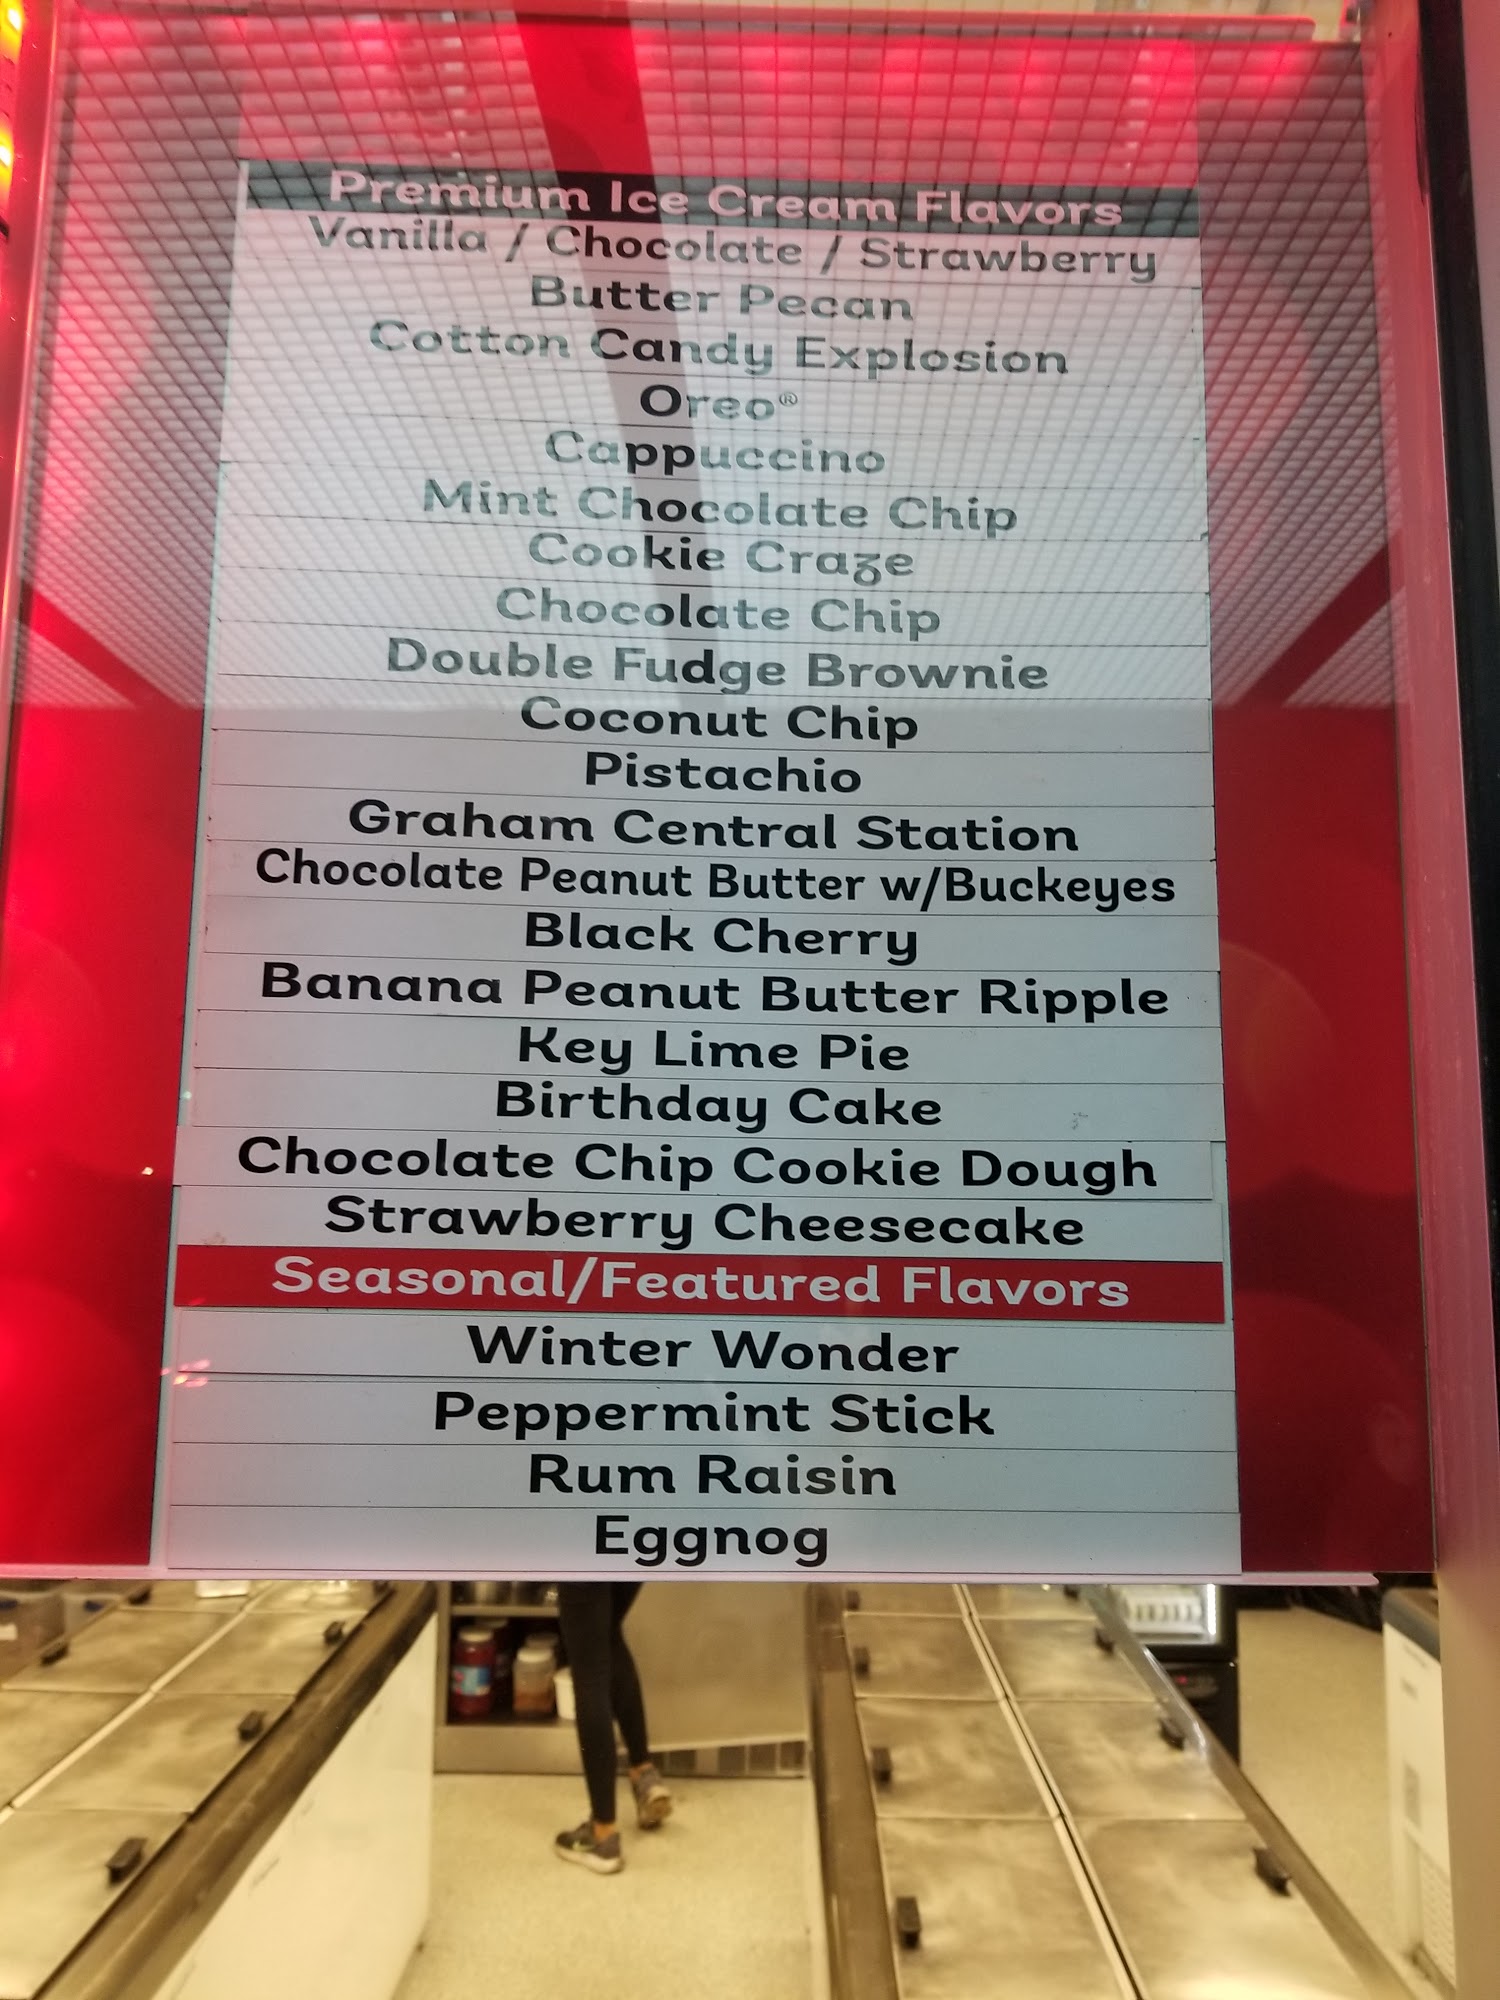 Premium Ice Cream Flavors
Vanilla / Chocolate / Strawberry
Butter Pecan
Cotton Candy Explosion
Oreo®
Cappuccino
Mint Chocolate Chip
Cookie Craze
Chocolate Chip
Double Fudge Brownie
Coconut Chip
Pistachio
Graham Central Station
Chocolate Peanut Butter w/Buckeyes
Black Cherry
Banana Peanut Butter Ripple
Key Lime Pie
Birthday Cake
Chocolate Chip Cookie Dough
Strawberry Cheesecake
Seasonal/Featured Flavors
Winter Wonder
Peppermint Stick
Rum Raisin
Eggnog